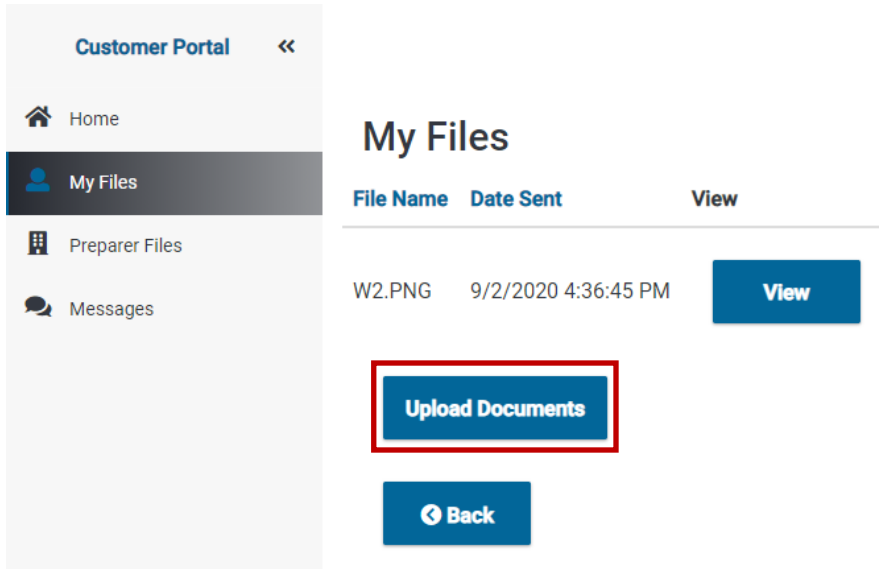 Customer Portal
Home
My Files
Preparer Files
Messages
My Files
File Name Date Sent View
W2.PNG 9/2/2020 4:36:45 PM View
Upload Documents
Back